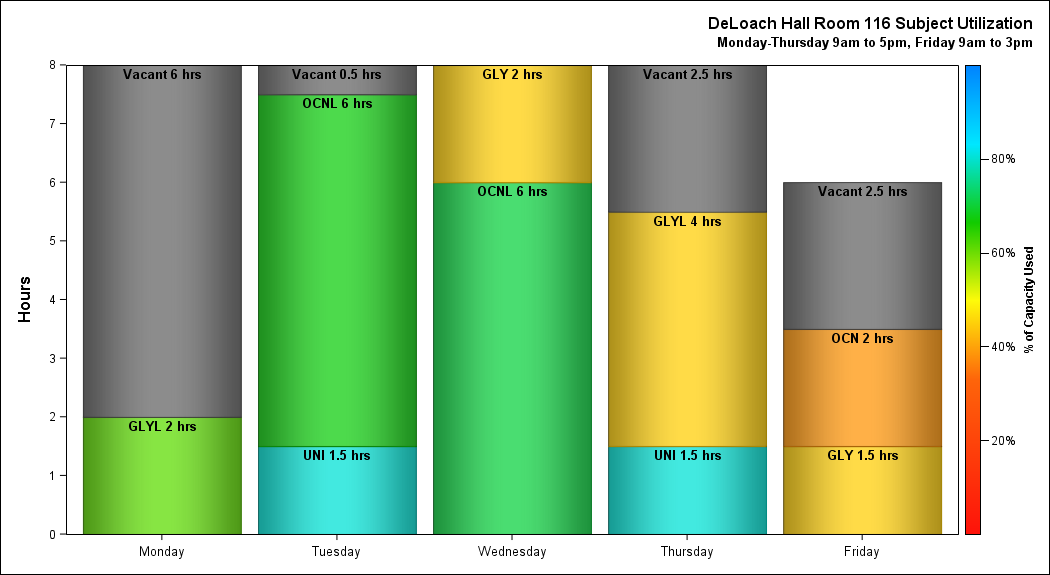 DeLoach Hall Room 116 Subject Utilization
Monday-Thursday 9am to 5pm, Friday 9am to 3pm
8
7
6
5
4
3
2
1
0
Hours
Vacant 6 hrs
GLYL 2 hrs
Vacant 0.5 hrs
OCNL 6 hrs
UNI 1.5 hrs
GLY 2 hrs
OCNL 6 hrs
Vacant 2.5 hrs
GLYL 4 hrs
UNI 1.5 hrs
Vacant 2.5 hrs
OCN 2 hrs
GLY 1.5 hrs
Monday
Tuesday
Wednesday
Thursday
Friday
80%
60%
40%
20%
% of Capacity Used